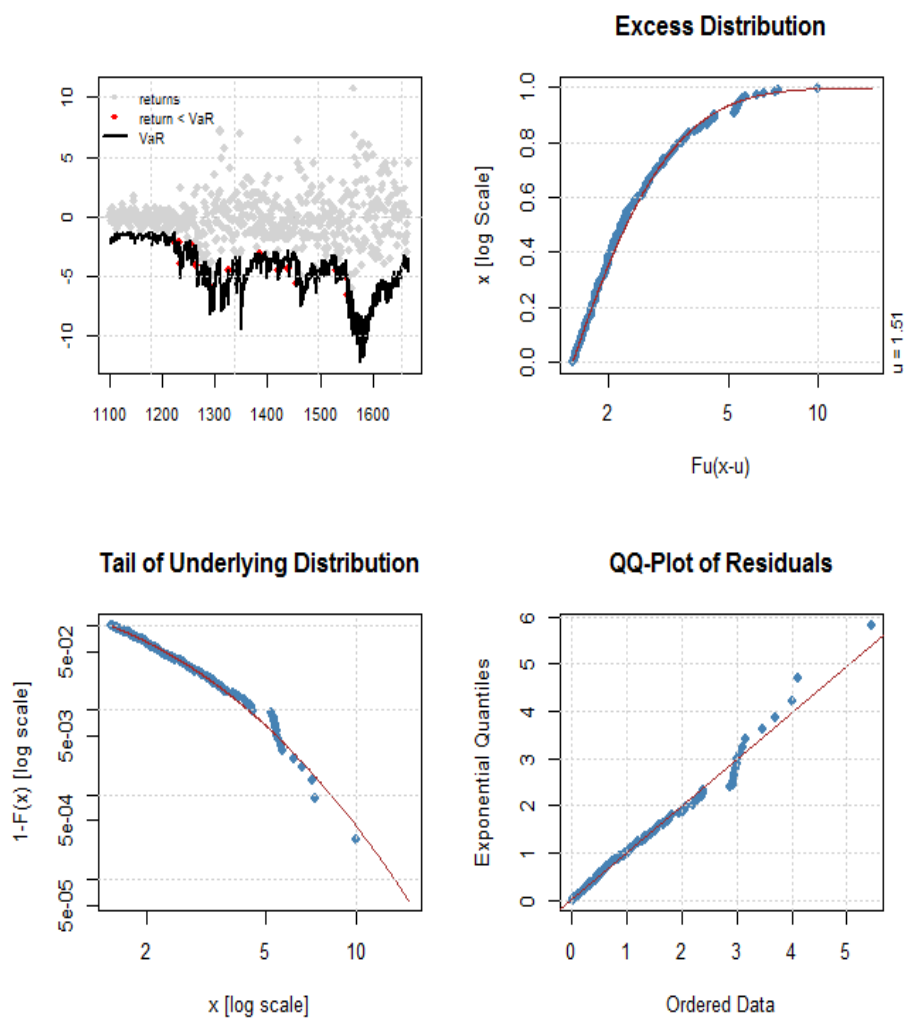 returns
return < VaR
VaR
10
5
0
-5
-10
1100 1200 1300 1400 1500 1600
Excess Distribution
x [log Scale]
0.0 0.2 0.4 0.6 0.8 1.0
2 5 10
Fu(x-u)
u = 1.51
Tail of Underlying Distribution
1-F(x) [log scale]
5e-05 5e-04 5e-03 5e-02
2 5 10
x [log scale]
QQ-Plot of Residuals
Exponential Quantiles
0 1 2 3 4 5 6
0 1 2 3 4 5
Ordered Data